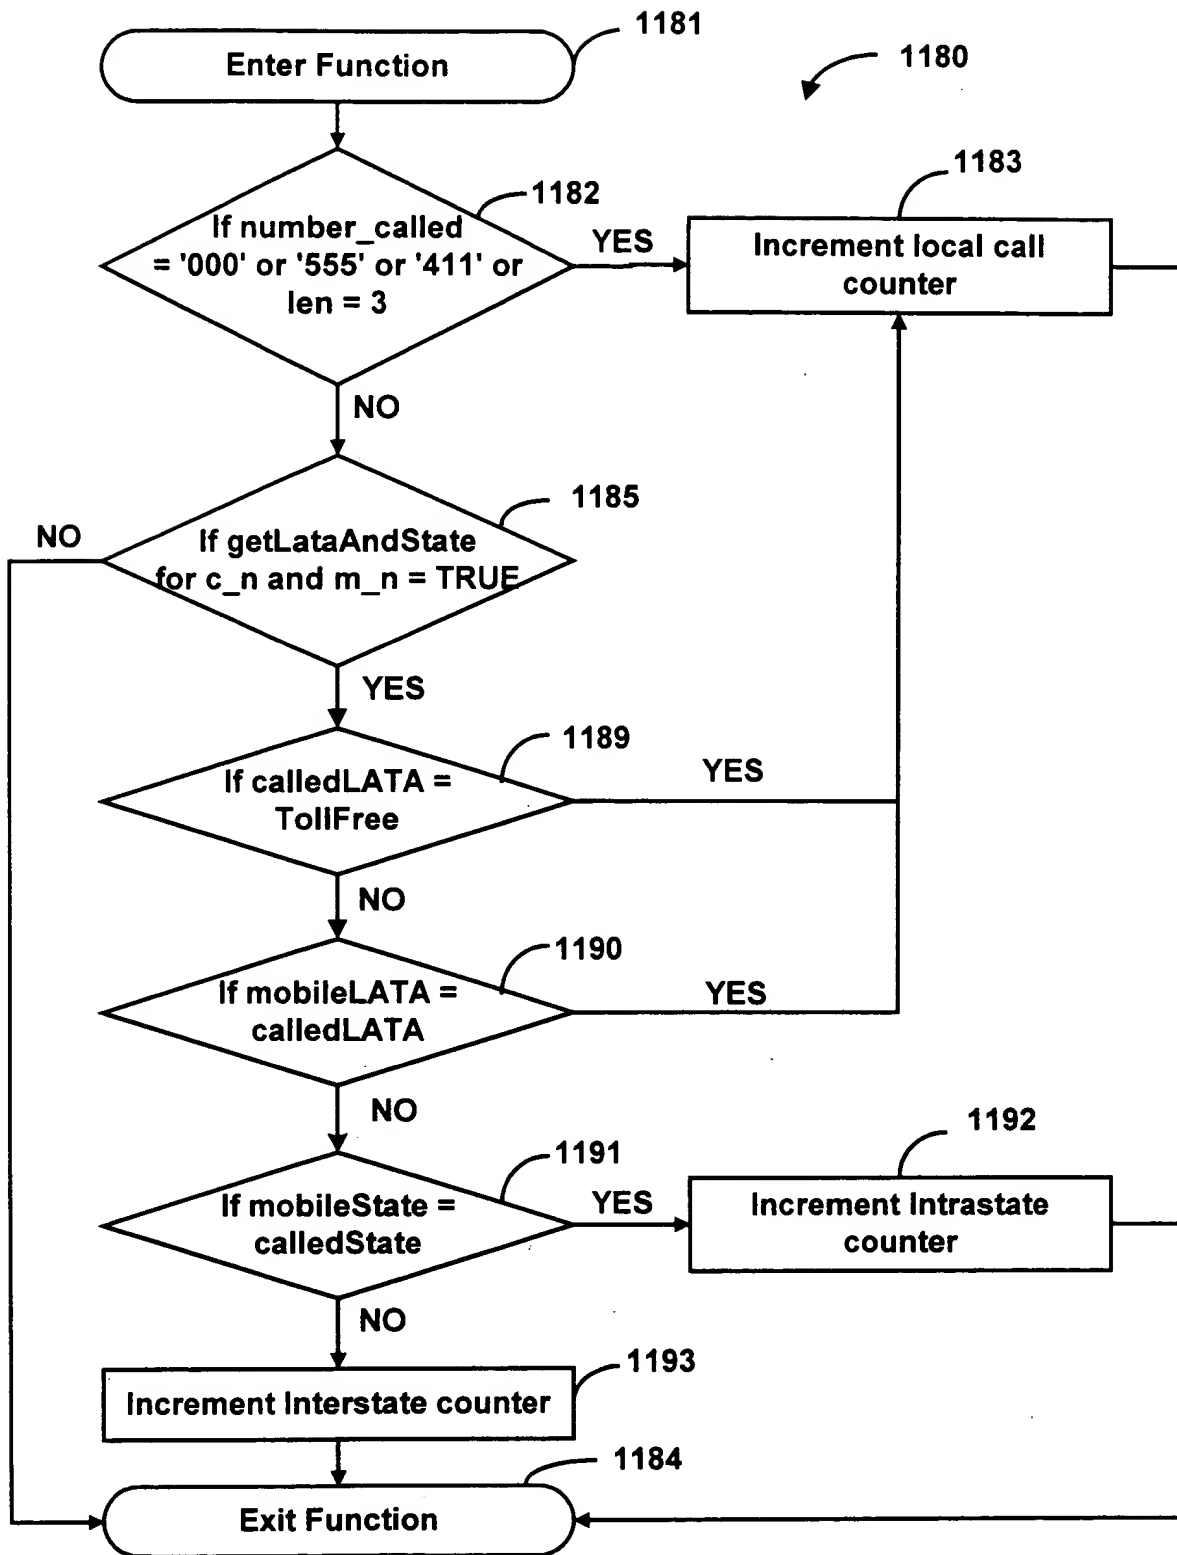 1181
Enter Function
1180
1183
1182
If number_called
= '000' or '555' or '411' or
len = 3
YES
Increment local call
counter
NO
1185
NO
If getLataAndState
for c_n and m_n = TRUE
YES
1189
If calledLATA =
TollFree
YES
NO
1190
If mobileLATA =
calledLATA
YES
NO
1192
1191
If mobileState =
calledState
YES
Increment Intrastate
counter
NO
1193
Increment Interstate counter
1184
Exit Function